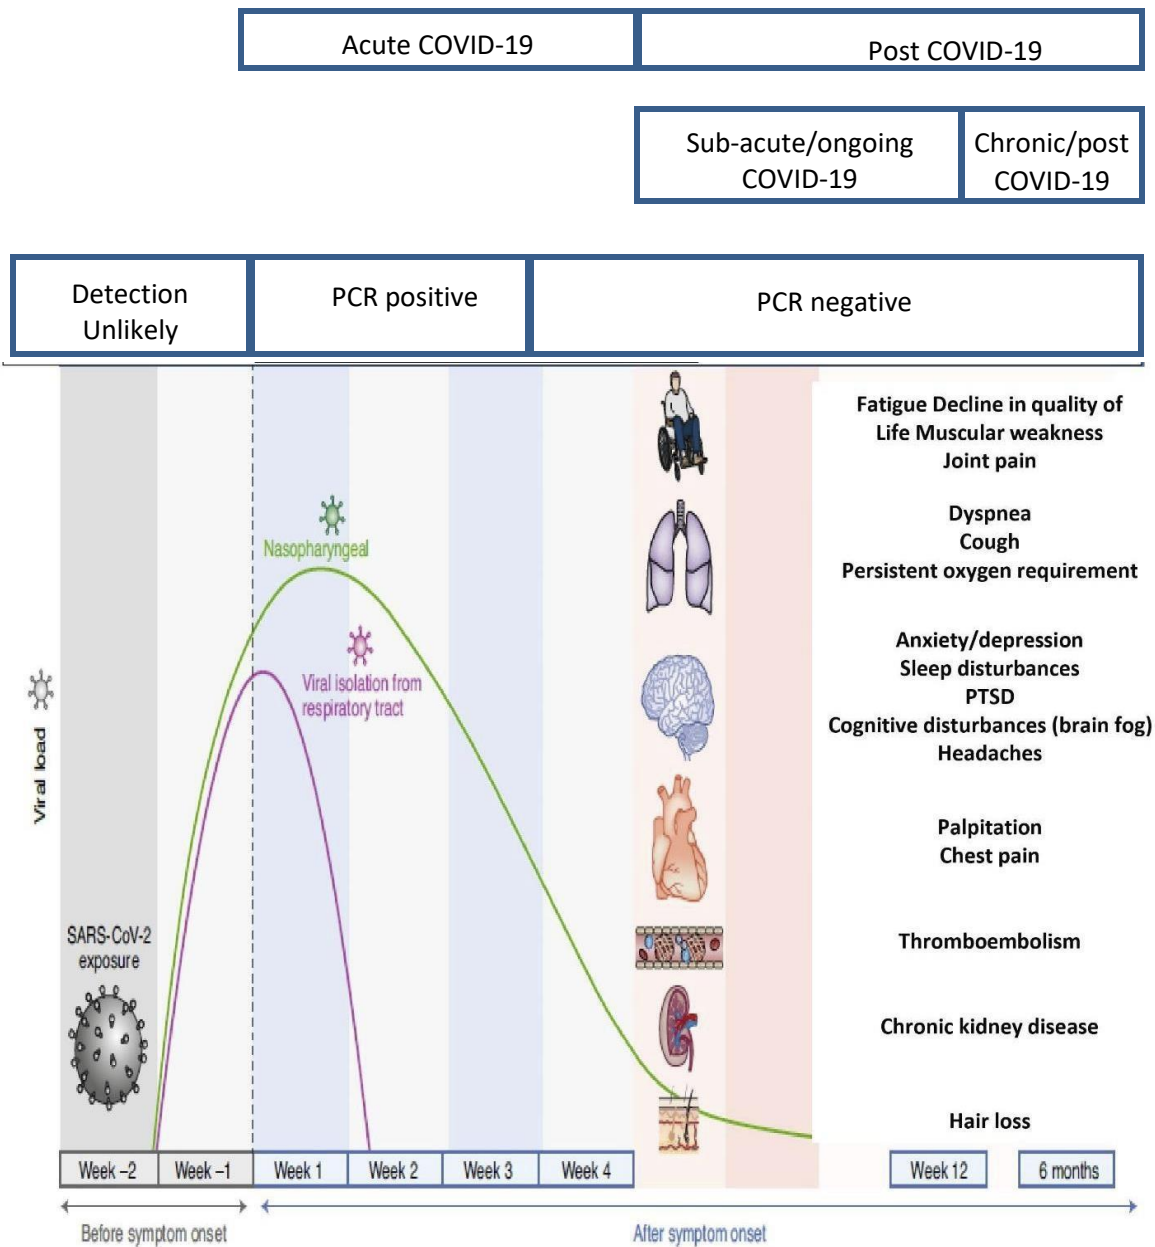 Acute COVID-19
Post COVID-19
Sub-acute/ongoing
COVID-19
Chronic/post
COVID-19
Detection
Unlikely
PCR positive
PCR negative
Fatigue Decline in quality of
Life Muscular weakness
Joint pain
Dyspnea
Cough
Persistent oxygen requirement
Anxiety/depression
Sleep disturbances
PTSD
Cognitive disturbances (brain fog)
Headaches
Palpitation
Chest pain
Thromboembolism
Chronic kidney disease
Hair loss
Nasopharyngeal
Viral isolation from
respiratory tract
Viral load
SARS-CoV-2
exposure
Week –2
Week –1
Week 1
Week 2
Week 3
Week 4
Week 12
6 months
Before symptom onset
After symptom onset